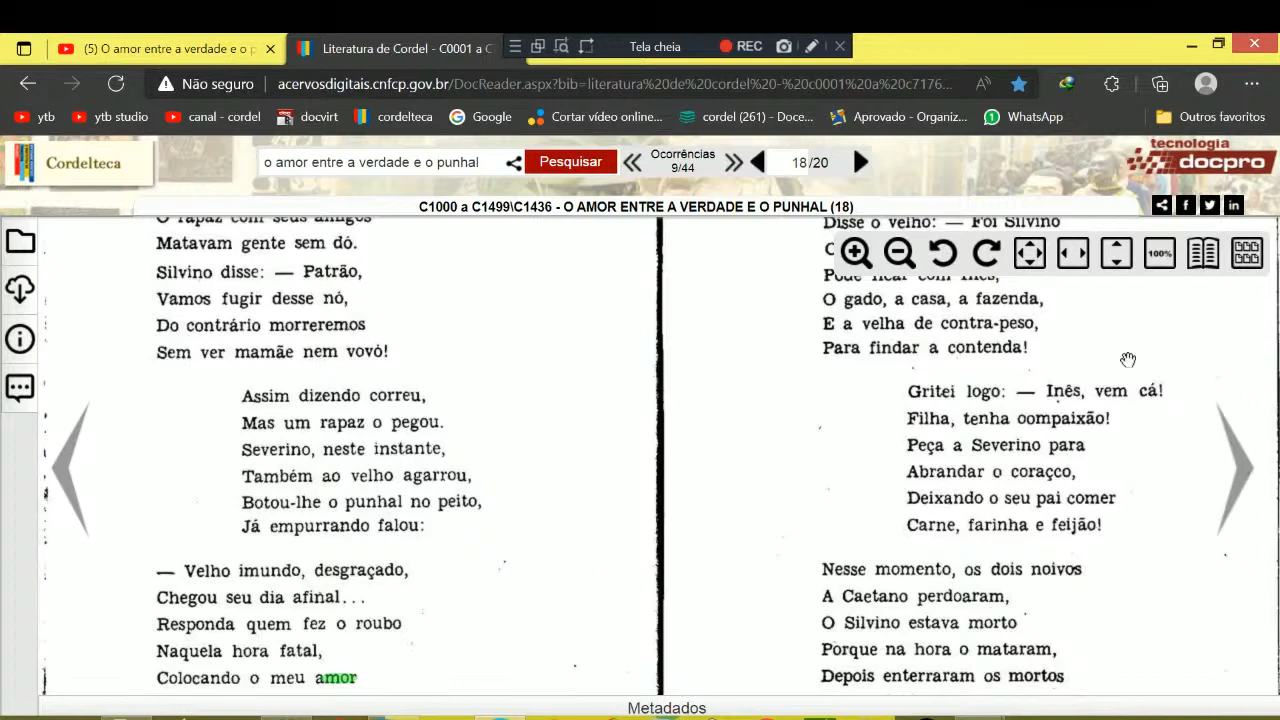 (5) O amor entre a verdade e o p
Literatura de Cordel - C0001 a C
Tela cheia
REC
Não seguro
acervosdigitais.cnfcp.gov.br/DocReader.aspx?bib=literatura%20de%20cordel%20-%20c0001%20a%20c7176...
ytb
ytb studio
canal - cordel
docvirt
cordelteca
Google
Cortar vídeo online...
cordel (261) - Doce...
Aprovado - Organiz...
WhatsApp
Outros favoritos
Cordelteca
o amor entre a verdade e o punhal
Pesquisar
Ocorrências
9/44
18/20
tecnologia
docpro
C1000 a C1499\C1436 - O AMOR ENTRE A VERDADE E O PUNHAL (18)
100%
O rapaz com seus amigos
Matavam gente sem dó.
Silvino disse: — Patrão,
Vamos fugir desse nó,
Do contrário morreremos
Sem ver mamãe nem vovó!
Assim dizendo correu,
Mas um rapaz o pegou.
Severino, neste instante,
Também ao velho agarrou,
Botou-lhe o punhal no peito,
Já empurrando falou:
— Velho imundo, desgraçado,
Chegou seu dia afinal...
Responda quem fez o roubo
Naquela hora fatal,
Colocando o meu amor
Disse o velho: — Foi Silvino
Pode ficar com Inês,
O gado, a casa, a fazenda,
E a velha de contra-peso,
Para findar a contenda!
Gritei logo: — Inês, vem cá!
Filha, tenha oompaixão!
Peça a Severino para
Abrandar o coraçco,
Deixando o seu pai comer
Carne, farinha e feijão!
Nesse momento, os dois noivos
A Caetano perdoaram,
O Silvino estava morto
Porque na hora o mataram,
Depois enterraram os mortos
Metadados